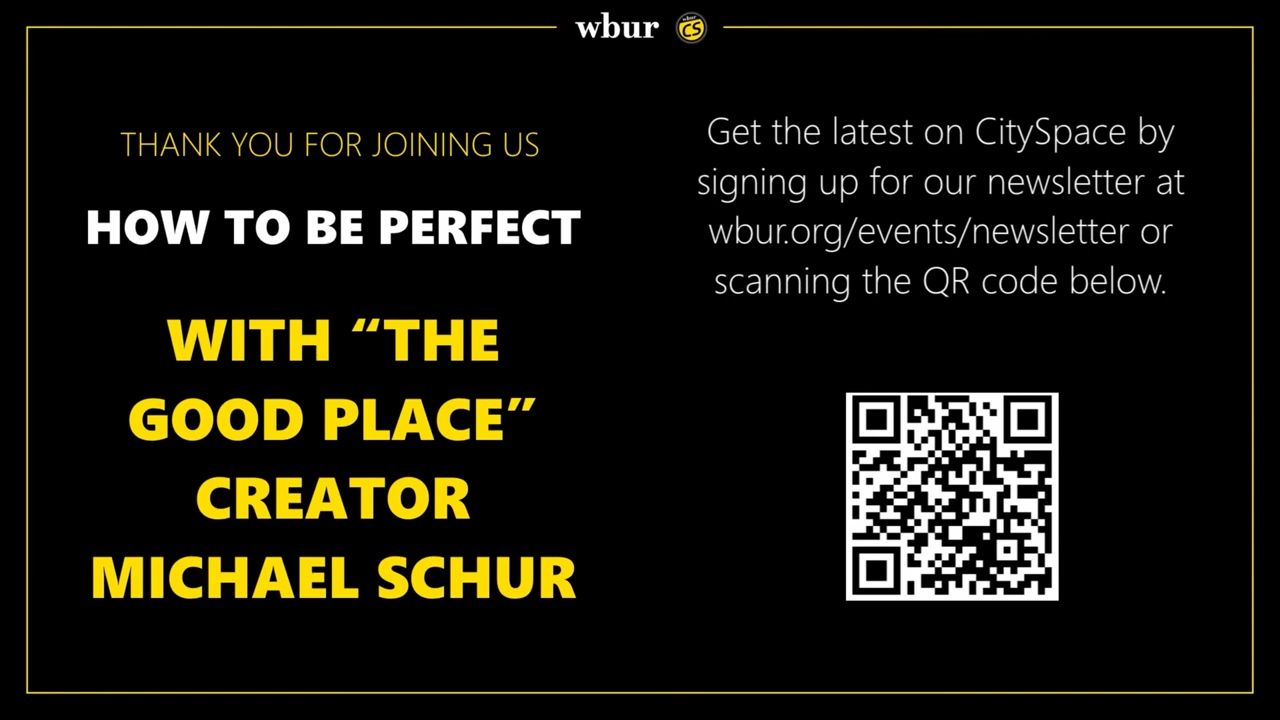 wbur
wbur
CS
THANK YOU FOR JOINING US
HOW TO BE PERFECT
WITH “THE
GOOD PLACE”
CREATOR
MICHAEL SCHUR
Get the latest on CitySpace by
signing up for our newsletter at
wbur.org/events/newsletter or
scanning the QR code below.